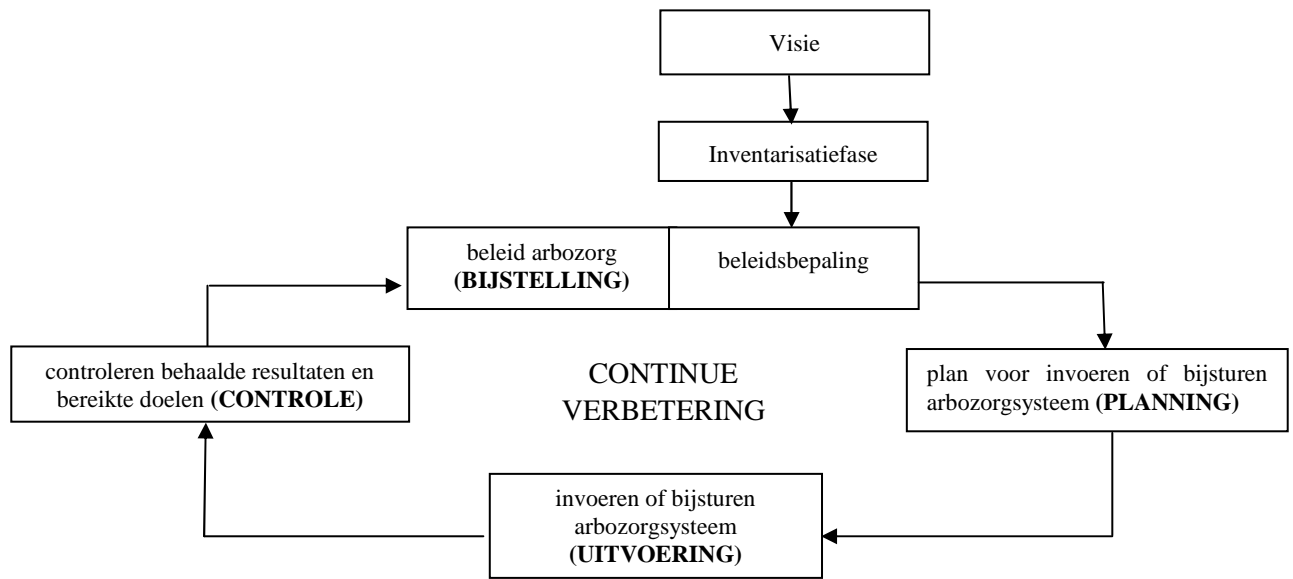 Visie
Inventarisatiefase
beleid arbozorg
(BIJSTELLING)
beleidsbepaling
controleren behaalde resultaten en
bereikte doelen (CONTROLE)
CONTINUE
VERBETERING
plan voor invoeren of bijsturen
arbozorgsysteem (PLANNING)
invoeren of bijsturen
arbozorgsysteem
(UITVOERING)